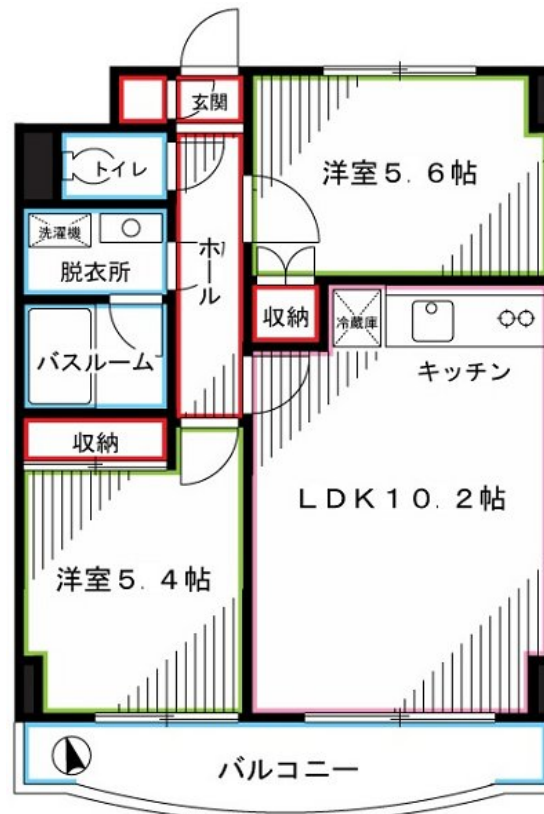 玄関
トイレ
洋室5.6帖
洗濯機
脱衣所
ホール
収納
冷蔵庫
キッチン
バスルーム
収納
LDK10.2帖
洋室5.4帖
バルコニー